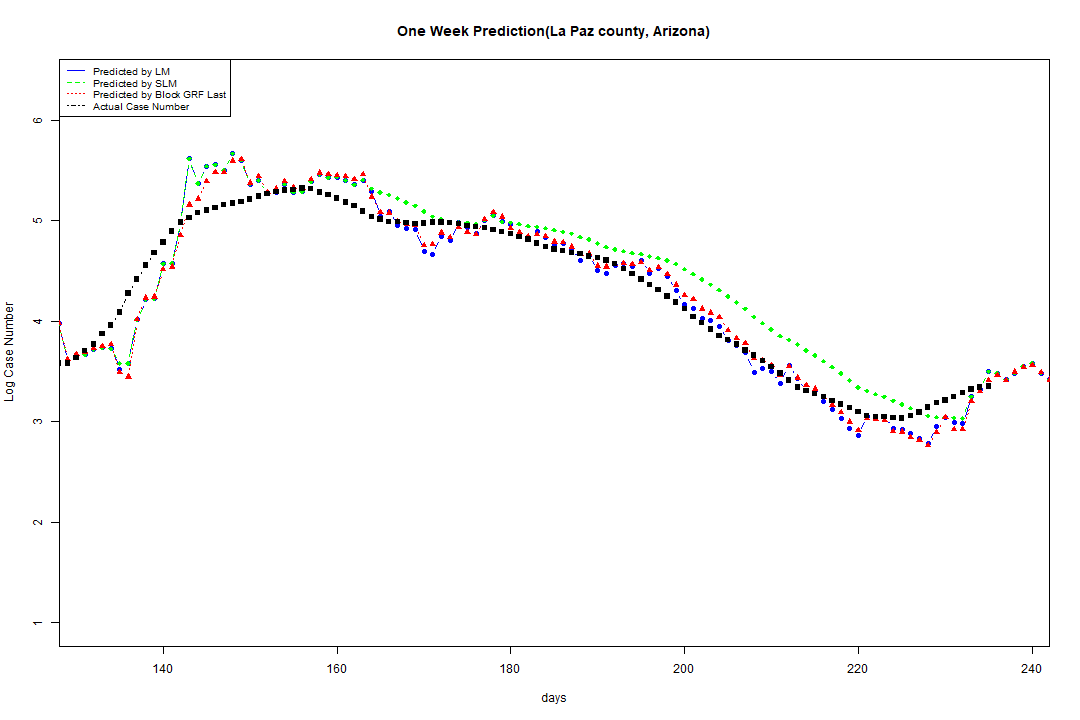 One Week Prediction(La Paz county, Arizona)
Predicted by LM
Predicted by SLM
Predicted by Block GRF Last
Actual Case Number
6
5
4
3
2
1
Log Case Number
140 160 180 200 220 240
days